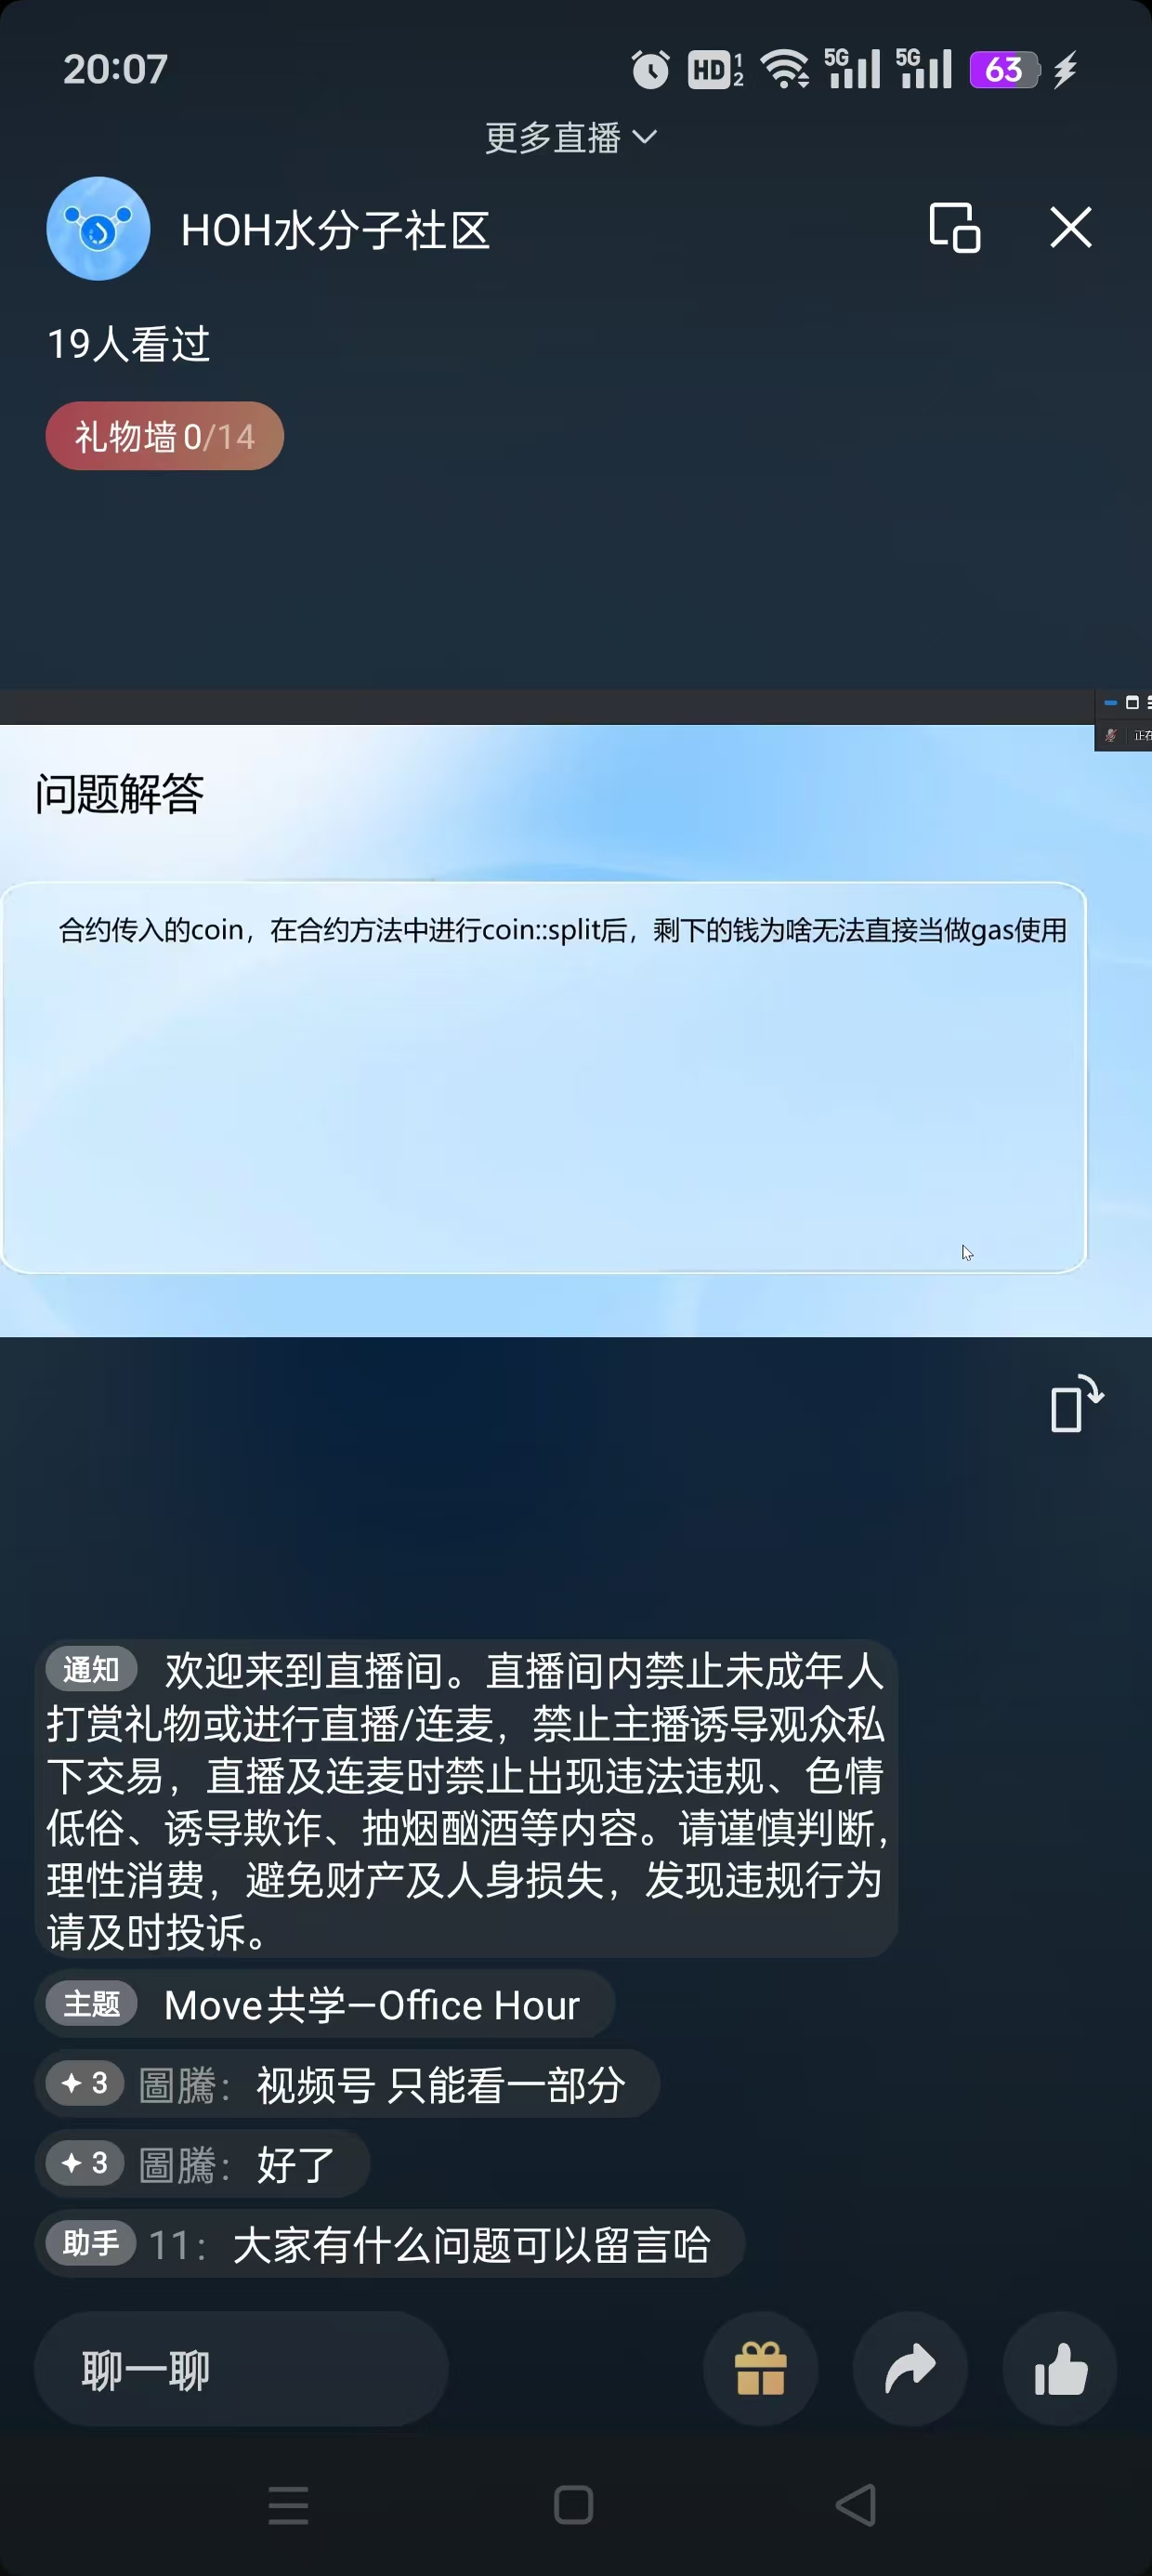 20:07
HD 1 2 5G 5G 63
更多直播
HOH水分子社区
19人看过
礼物墙0/14
正在
问题解答
合约传入的coin，在合约方法中进行coin::split后，剩下的钱为啥无法直接当做gas使用
通知 欢迎来到直播间。直播间内禁止未成年人
打赏礼物或进行直播/连麦，禁止主播诱导观众私
下交易，直播及连麦时禁止出现违法违规、色情
低俗、诱导欺诈、抽烟酗酒等内容。请谨慎判断，
理性消费，避免财产及人身损失，发现违规行为
请及时投诉。
主题 Move共学—Office Hour
3 圖騰：视频号 只能看一部分
3 圖騰：好了
助手 11：大家有什么问题可以留言哈
聊一聊